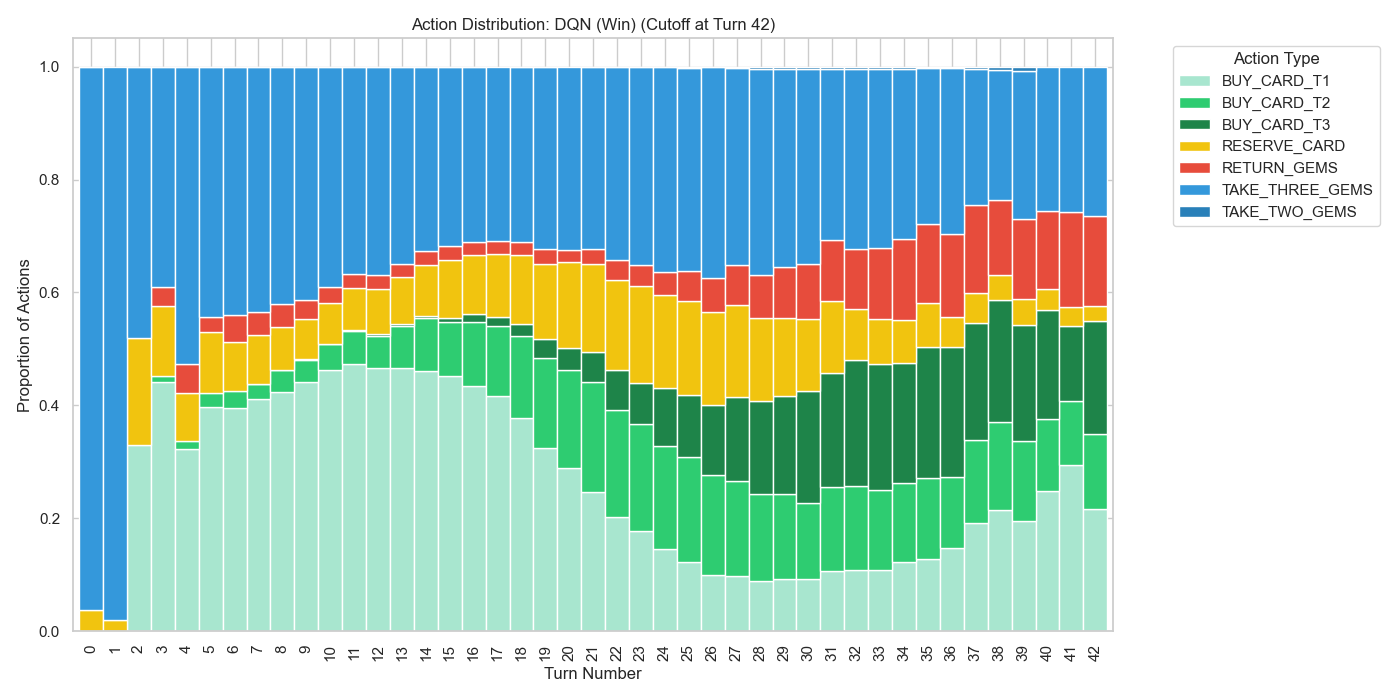 Action Distribution: DQN (Win) (Cutoff at Turn 42)
Proportion of Actions
1.0
0.8
0.6
0.4
0.2
0.0
0 1 2 3 4 5 6 7 8 9 10 11 12 13 14 15 16 17 18 19 20 21 22 23 24 25 26 27 28 29 30 31 32 33 34 35 36 37 38 39 40 41 42
Turn Number
Action Type
BUY_CARD_T1
BUY_CARD_T2
BUY_CARD_T3
RESERVE_CARD
RETURN_GEMS
TAKE_THREE_GEMS
TAKE_TWO_GEMS